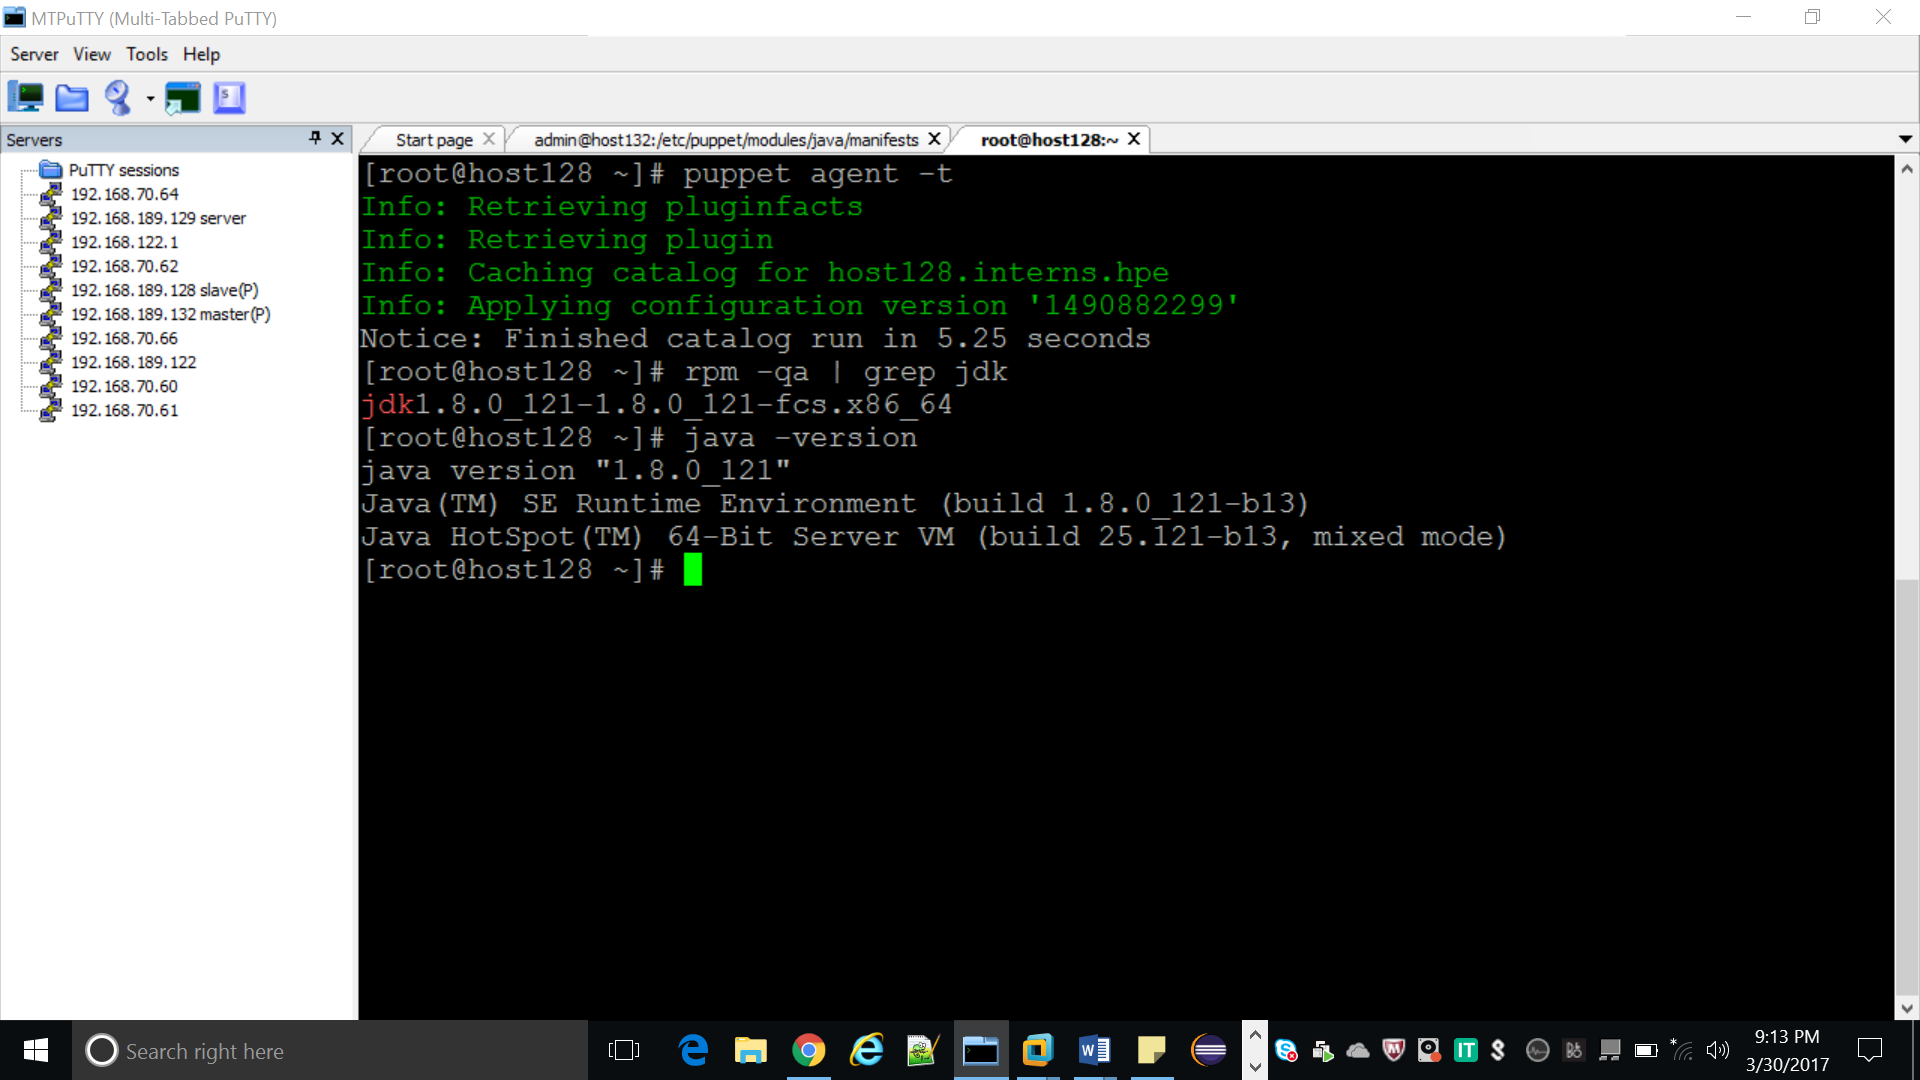 MTPuTTY (Multi-Tabbed PuTTY)
Server View Tools Help
Servers
PuTTY sessions
192.168.70.64
192.168.189.129 server
192.168.122.1
192.168.70.62
192.168.189.128 slave(P)
192.168.189.132 master(P)
192.168.70.66
192.168.189.122
192.168.70.60
192.168.70.61
Start page admin@host132:/etc/puppet/modules/java/manifests root@host128:~
[root@host128 ~]# puppet agent -t
Info: Retrieving pluginfacts
Info: Retrieving plugin
Info: Caching catalog for host128.interns.hpe
Info: Applying configuration version '1490882299'
Notice: Finished catalog run in 5.25 seconds
[root@host128 ~]# rpm -qa | grep jdk
jdk1.8.0_121-1.8.0_121-fcs.x86_64
[root@host128 ~]# java -version
java version "1.8.0_121"
Java(TM) SE Runtime Environment (build 1.8.0_121-b13)
Java HotSpot(TM) 64-Bit Server VM (build 25.121-b13, mixed mode)
[root@host128 ~]#
Search right here
9:13 PM
3/30/2017